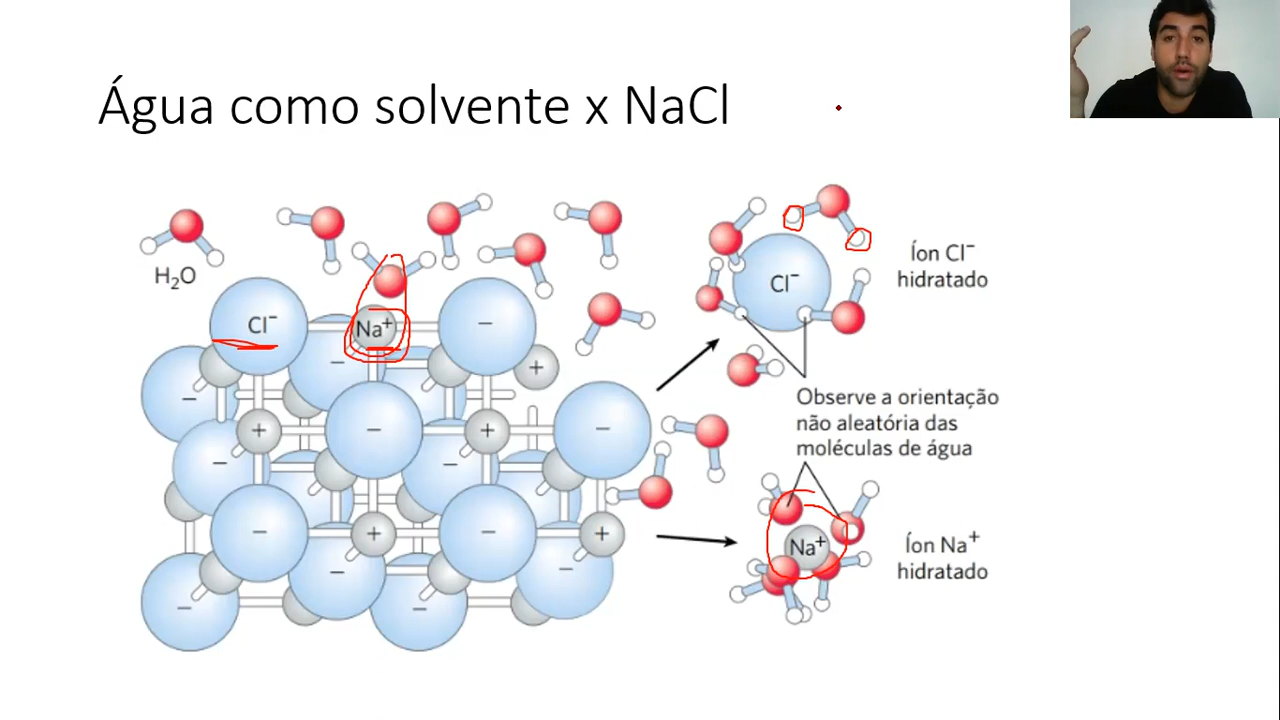 Água como solvente x NaCl
H₂O
Cl⁻
Na⁺
−
−
−
+
−
+
−
+
−
−
−
−
−
+
−
+
−
−
−
−
Cl⁻
Íon Cl⁻
hidratado
Observe a orientação
não aleatória das
moléculas de água
Na⁺
Íon Na⁺
hidratado